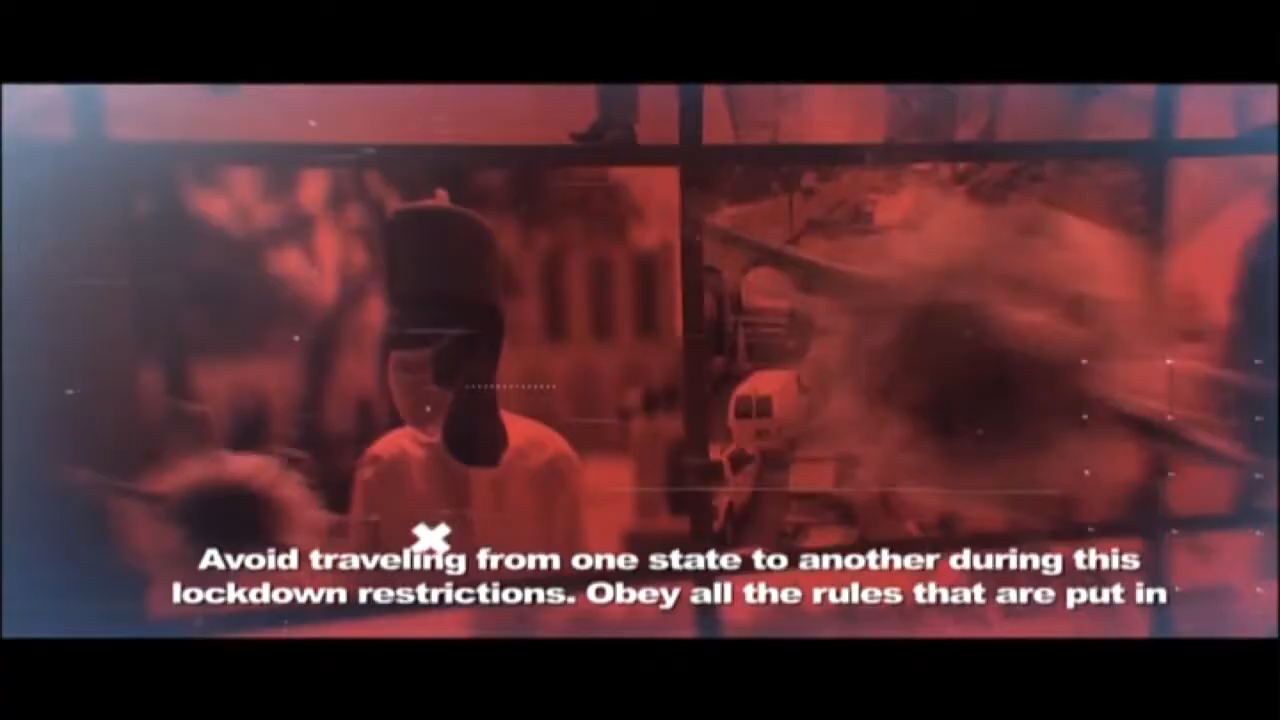 Avoid traveling from one state to another during this
lockdown restrictions. Obey all the rules that are put in